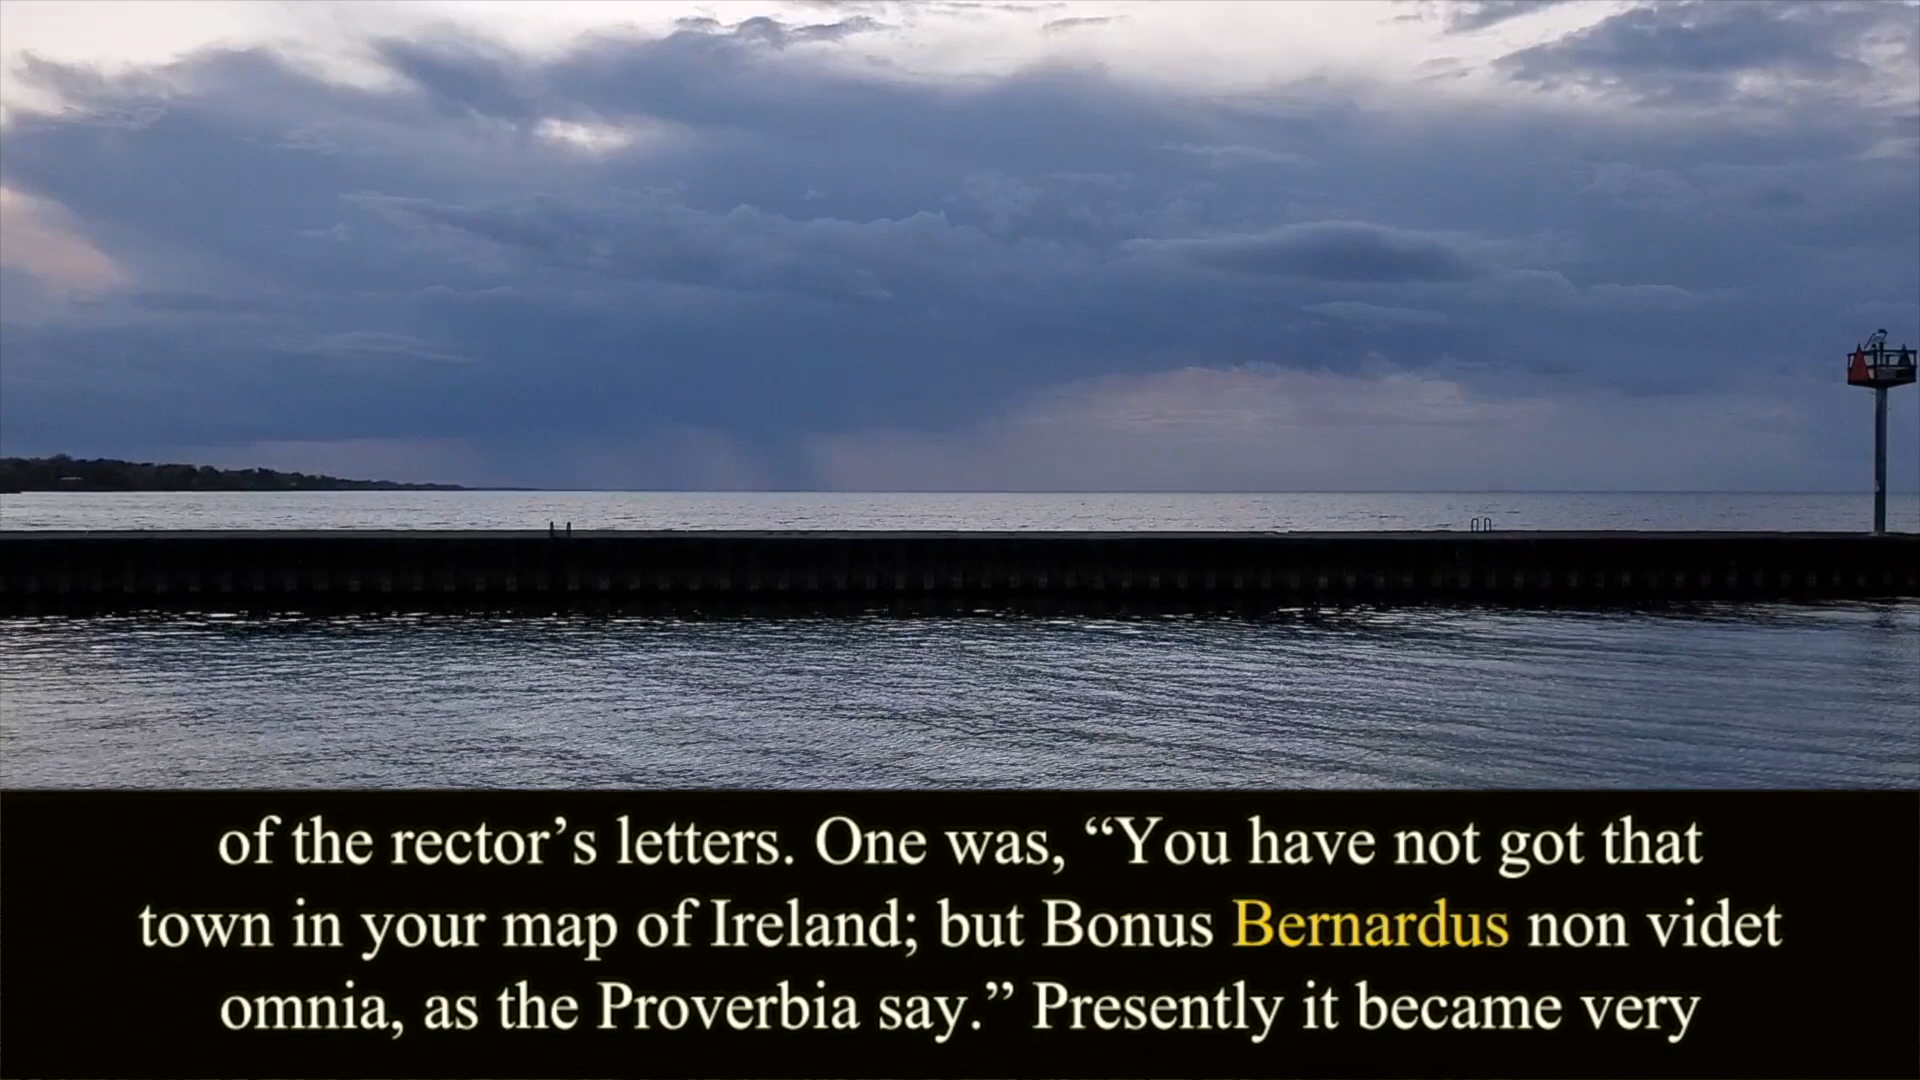 of the rector’s letters. One was, “You have not got that
town in your map of Ireland; but Bonus Bernardus non videt
omnia, as the Proverbia say.” Presently it became very